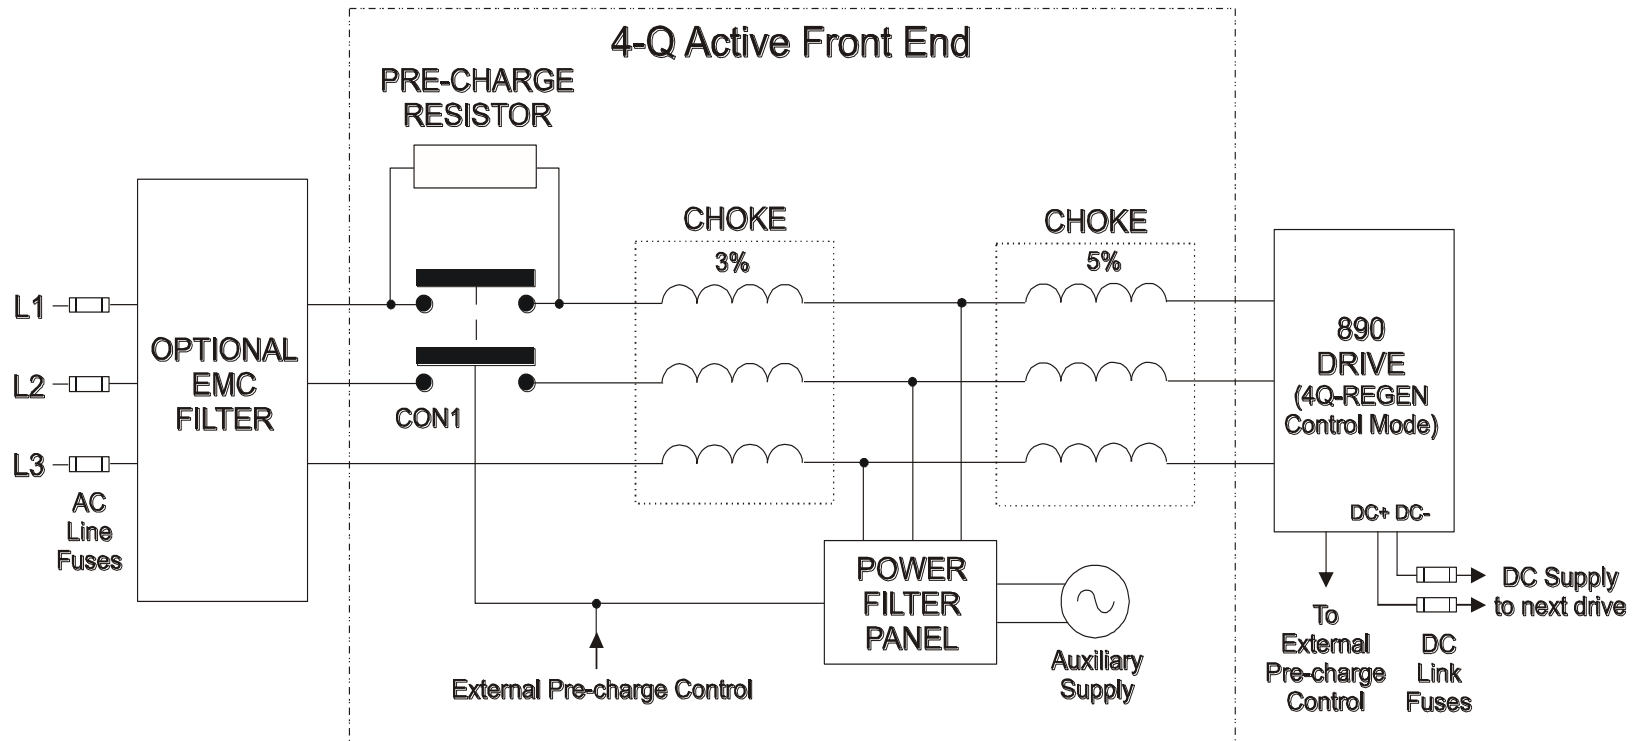 4-Q Active Front End
PRE-CHARGE
RESISTOR
CHOKE
3%
CHOKE
5%
L1
L2
L3
AC
Line
Fuses
OPTIONAL
EMC
FILTER
CON1
890
DRIVE
(4Q-REGEN
Control Mode)
DC+ DC-
POWER
FILTER
PANEL
External Pre-charge Control
Auxiliary
Supply
To
External
Pre-charge
Control
DC
Link
Fuses
DC Supply
to next drive